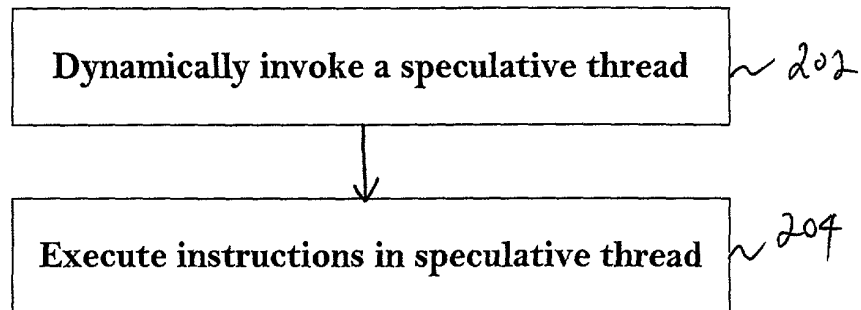 Dynamically invoke a speculative thread 202
Execute instructions in speculative thread 204